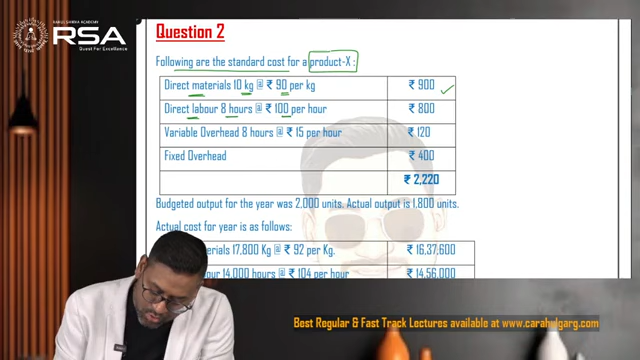 RAHUL GARG ACADEMY
RSA
Quest For Excellence
Question 2
Following are the standard cost for a product-X :
Direct materials 10 kg @ ₹ 90 per kg ₹ 900
Direct labour 8 hours @ ₹ 100 per hour ₹ 800
Variable Overhead 8 hours @ ₹ 15 per hour ₹ 120
Fixed Overhead ₹ 400
₹ 2,220
Budgeted output for the year was 2,000 units. Actual output is 1,800 units.
Actual cost for year is as follows:
17,800 Kg @ ₹ 92 per Kg. ₹ 16,37,600
14,000 hours @ ₹ 104 per hour ₹ 14,56,000
Best Regular & Fast Track Lectures available at www.carahulgarg.com